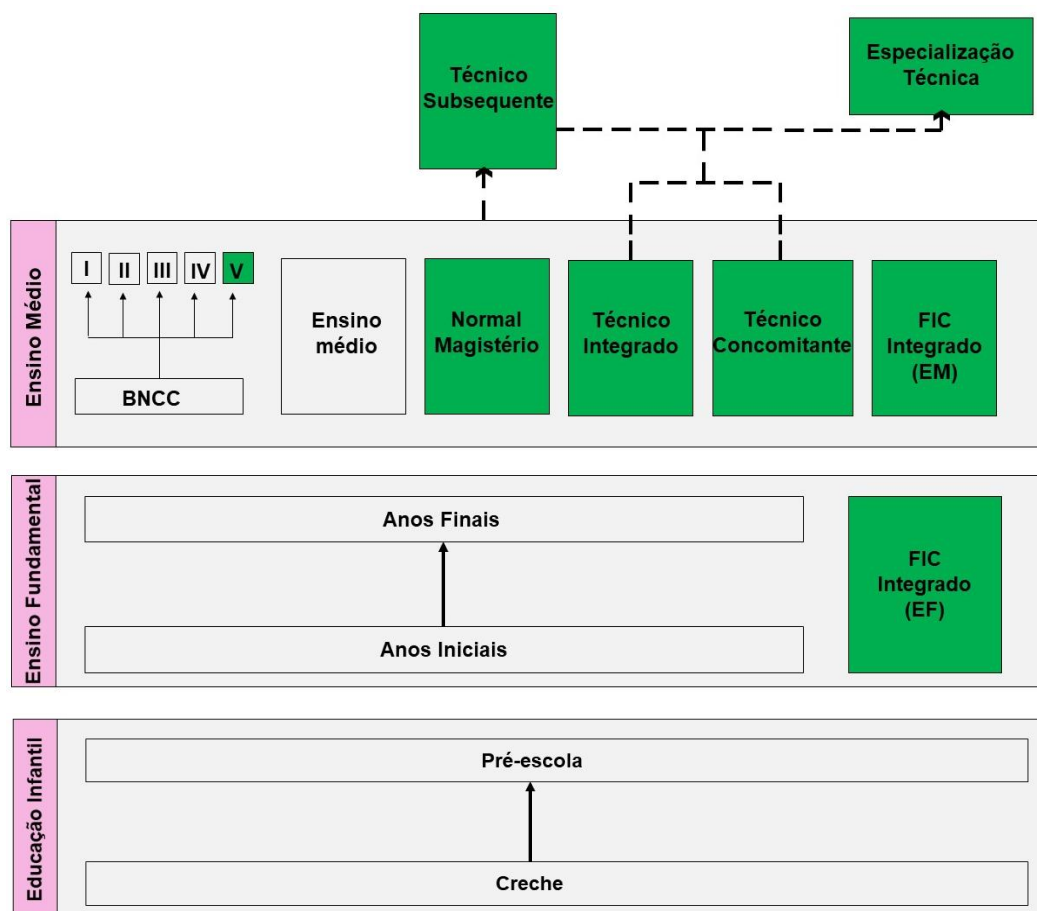 Técnico
Subsequente
Especialização
Técnica
Ensino Médio
I
II
III
IV
V
BNCC
Ensino
médio
Normal
Magistério
Técnico
Integrado
Técnico
Concomitante
FIC
Integrado
(EM)
Ensino Fundamental
Anos Finais
Anos Iniciais
FIC
Integrado
(EF)
Educação Infantil
Pré-escola
Creche